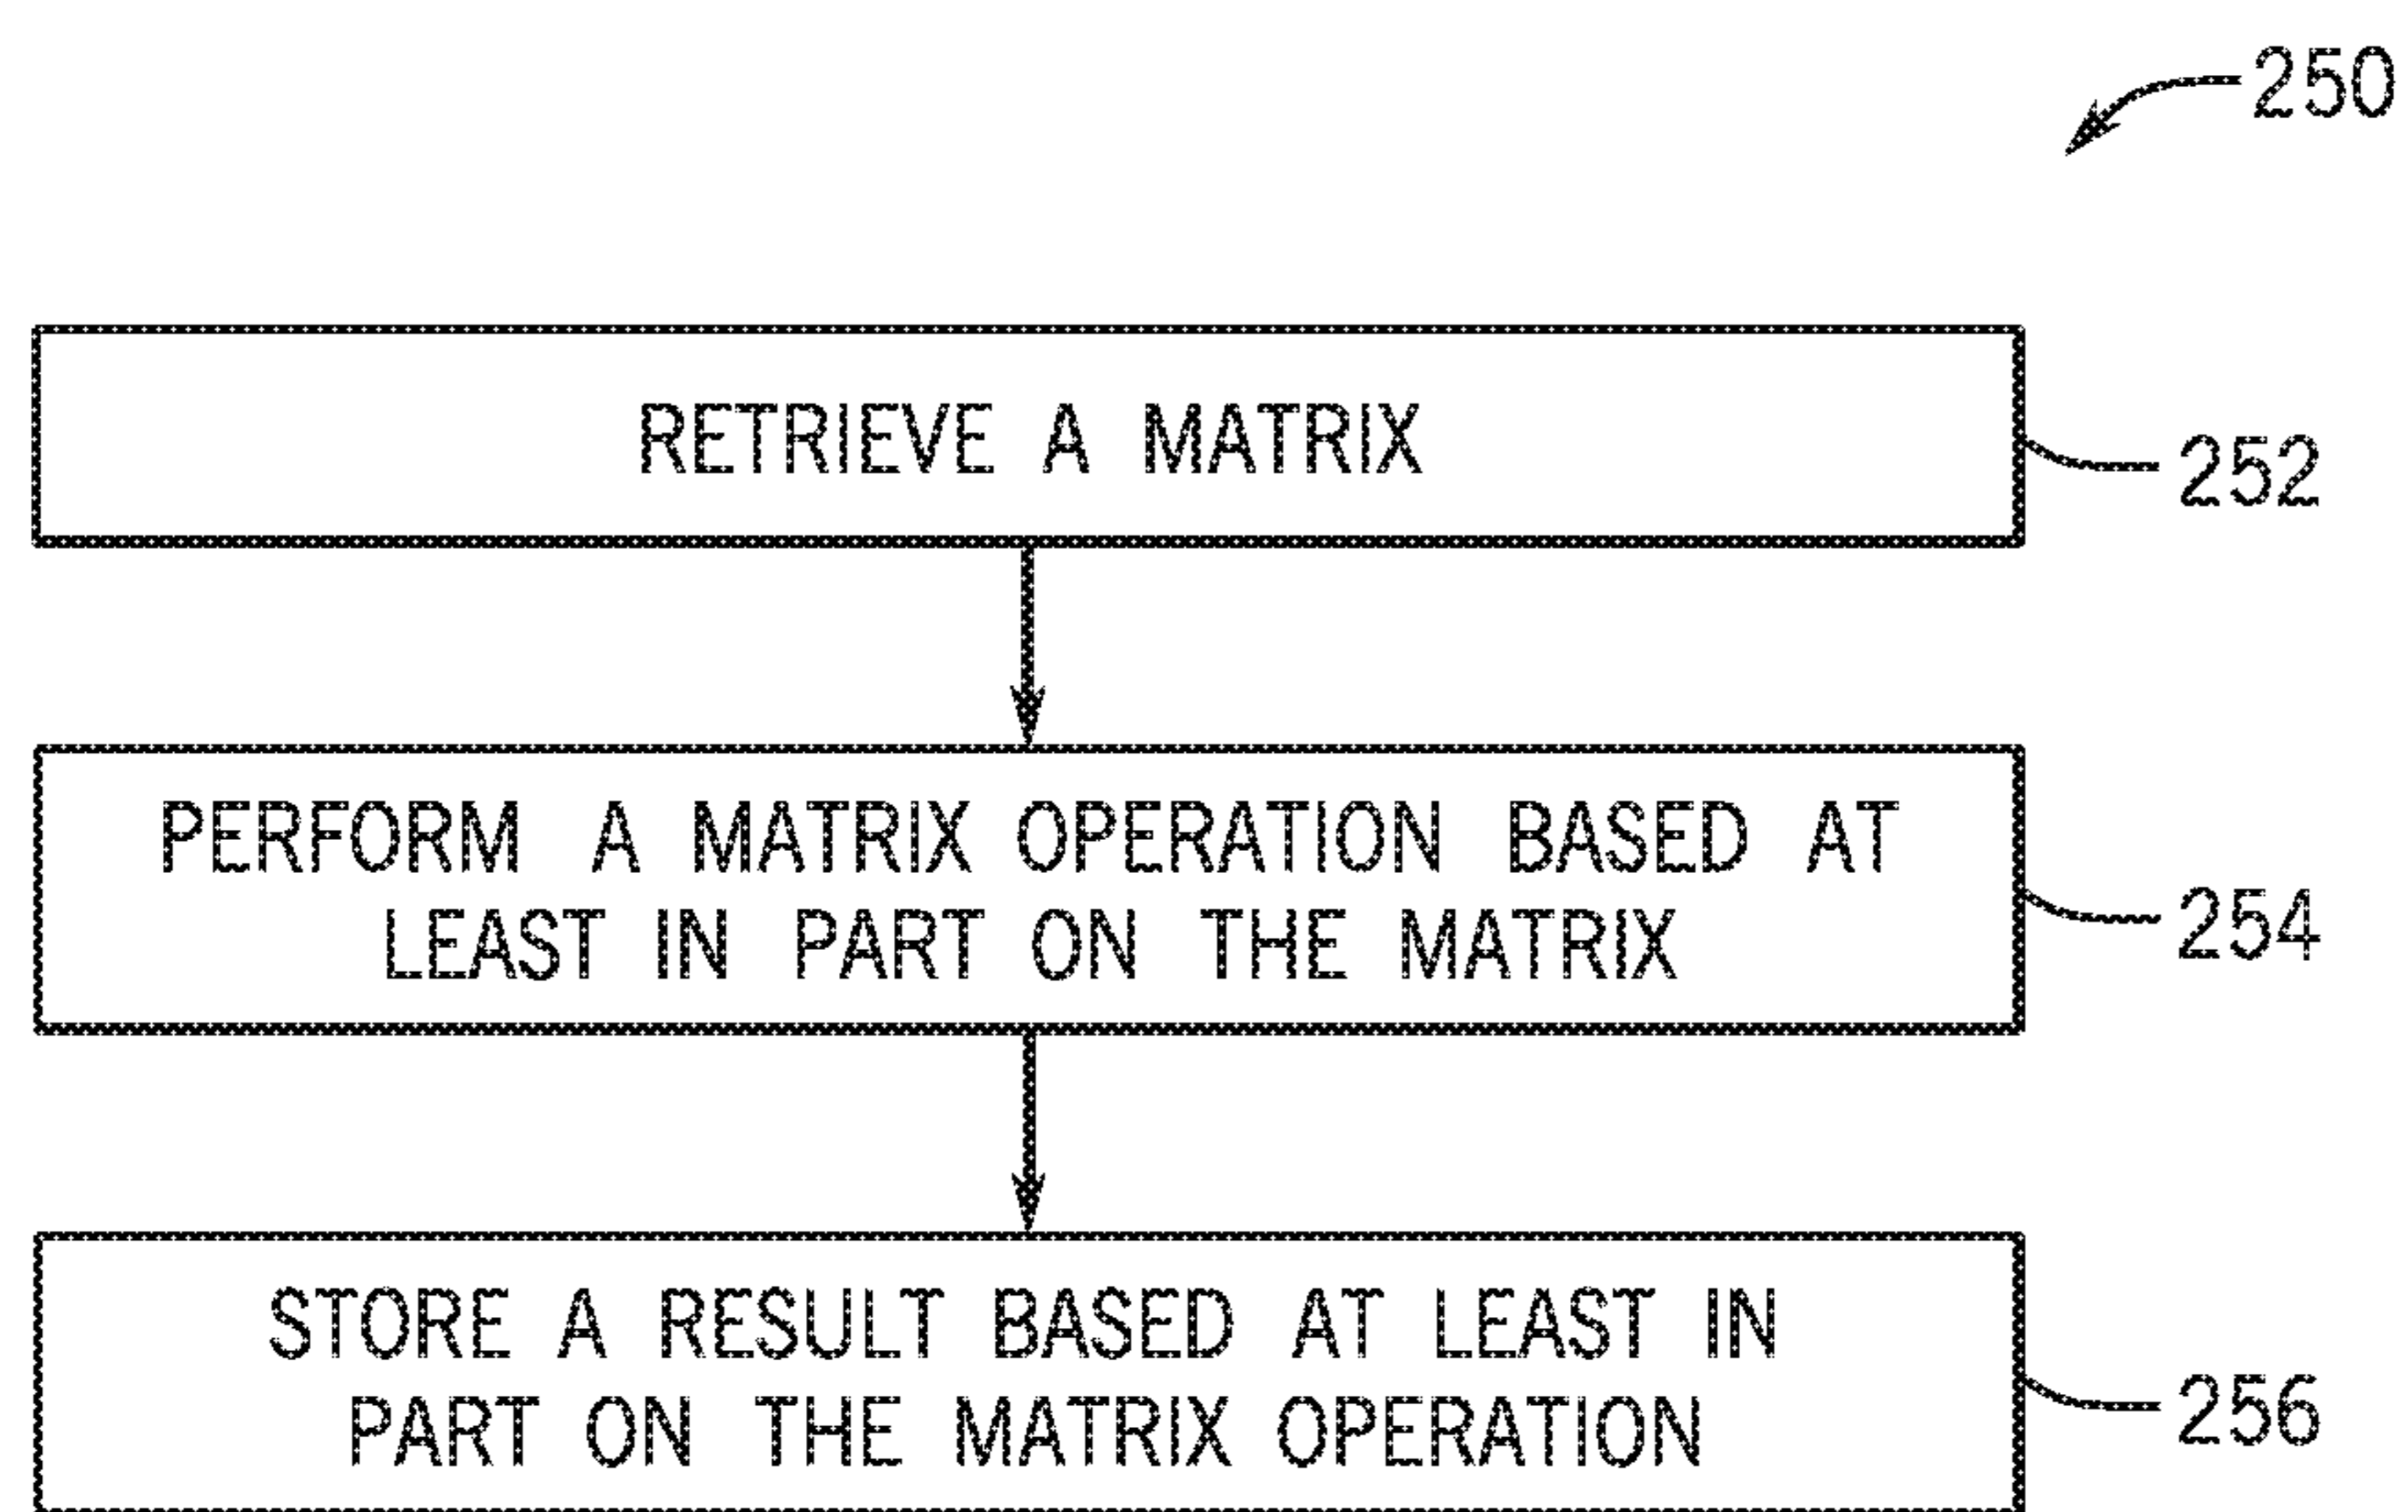 250
RETRIEVE A MATRIX
252
PERFORM A MATRIX OPERATION BASED AT
LEAST IN PART ON THE MATRIX
254
STORE A RESULT BASED AT LEAST IN
PART ON THE MATRIX OPERATION
256